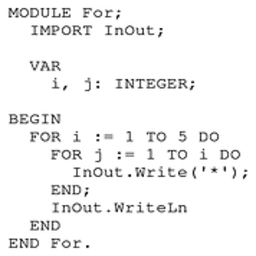 MODULE For;
  IMPORT InOut;

  VAR
    i, j: INTEGER;

BEGIN
  FOR i := 1 TO 5 DO
    FOR j := 1 TO i DO
      InOut.Write('*');
    END;
    InOut.WriteLn
  END
END For.